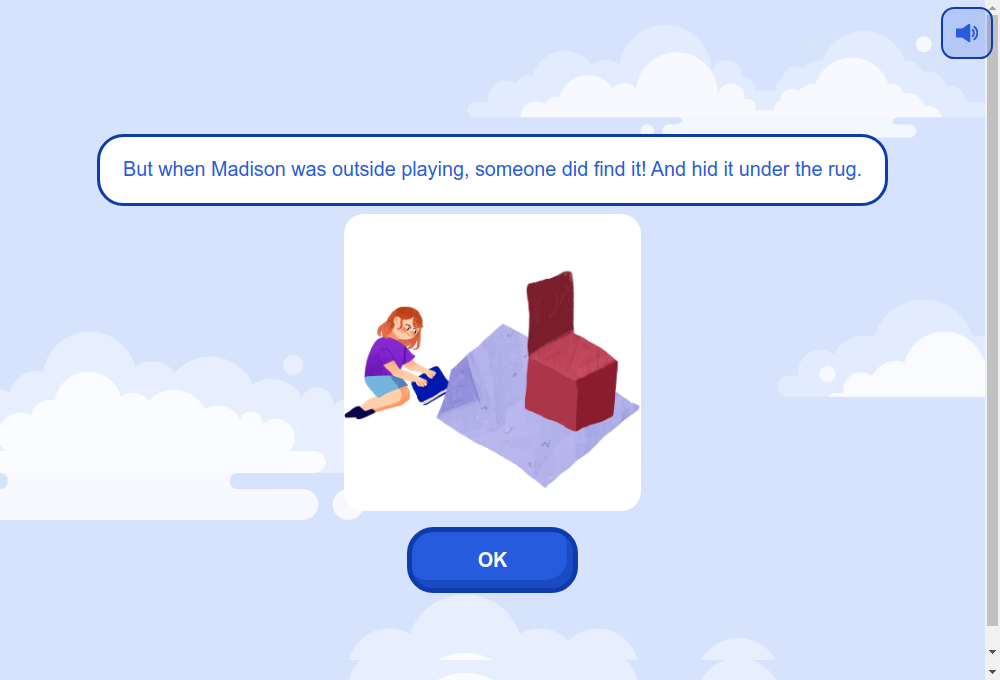 But when Madison was outside playing, someone did find it! And hid it under the rug.
OK